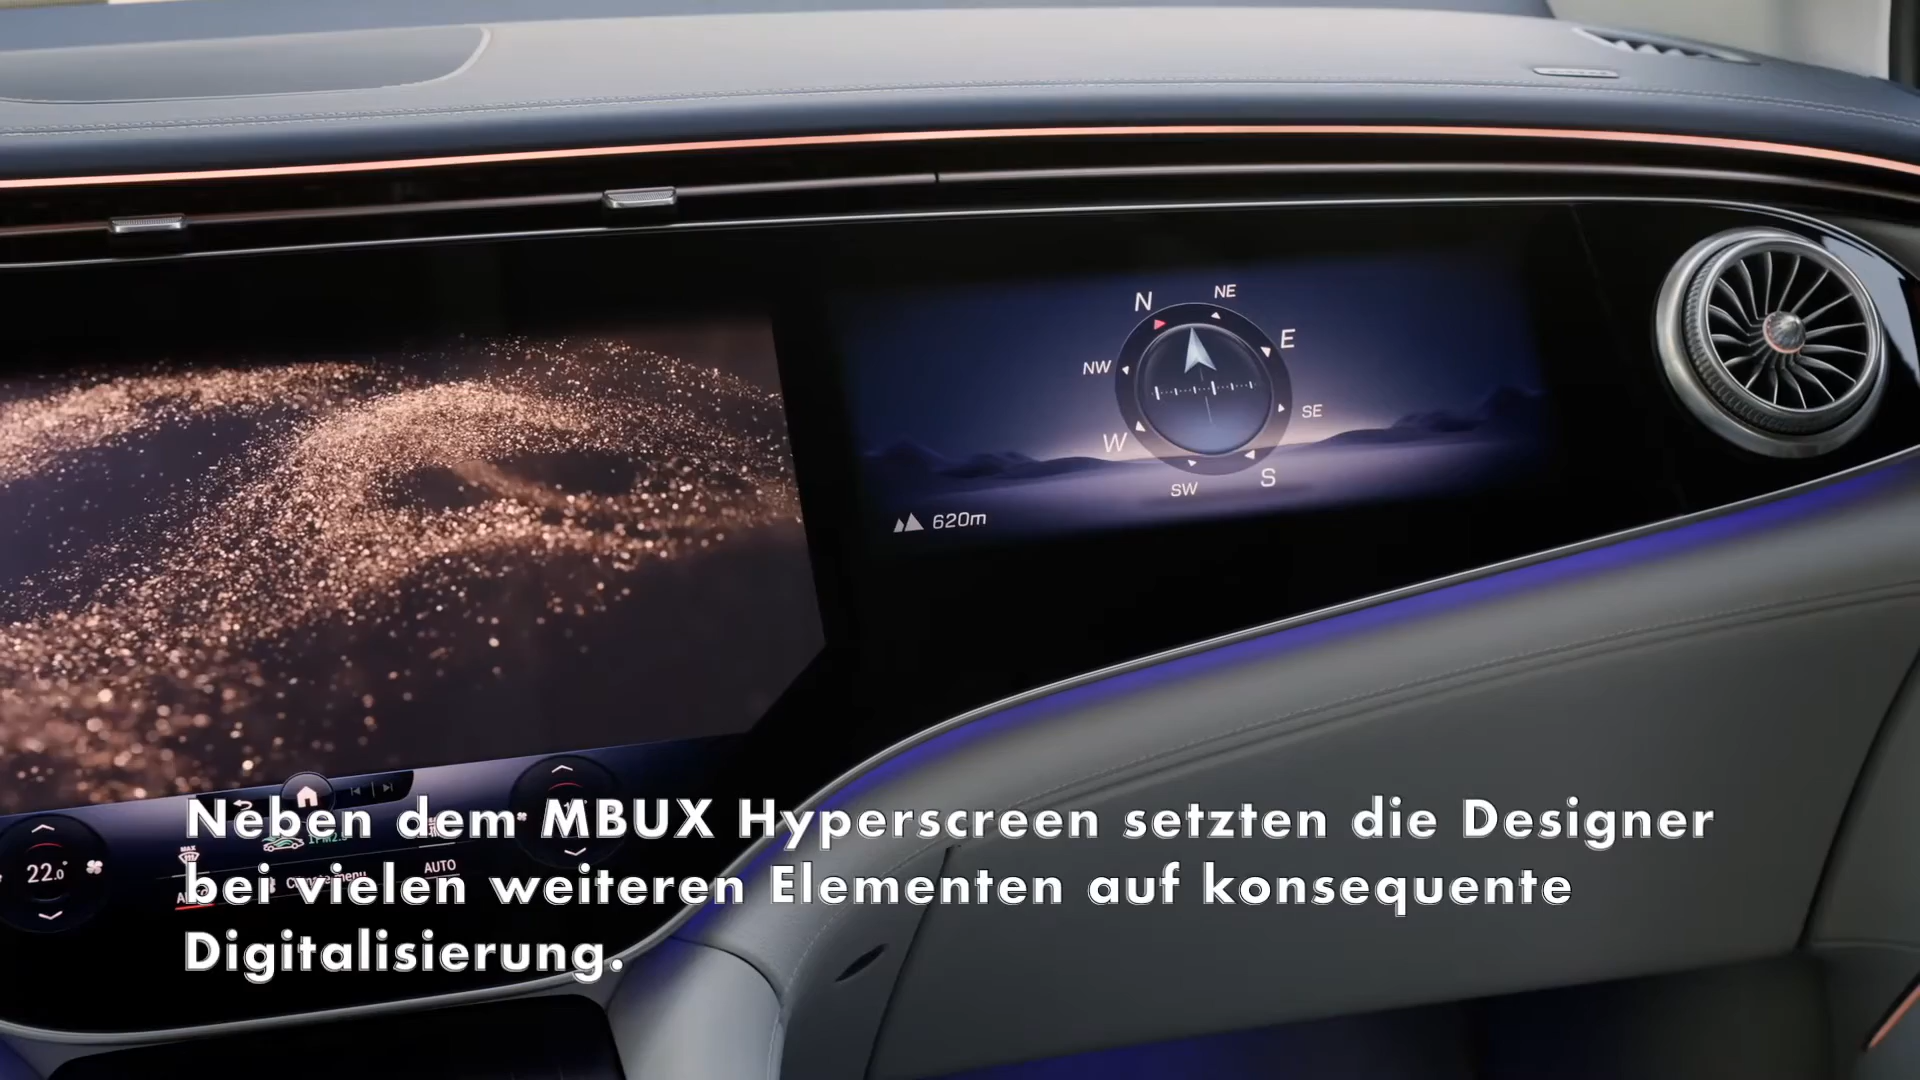 N
NE
E
NW
SE
W
S
SW
620m
22.0°
MAX
AUTO
Neben dem MBUX Hyperscreen setzten die Designer
bei vielen weiteren Elementen auf konsequente
Digitalisierung.